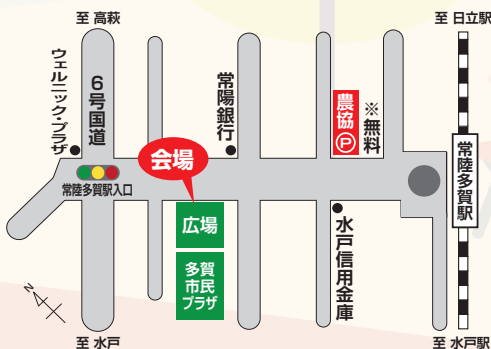 至 高萩
至 日立駅
ウェルニック・プラザ
6号国道
常陽銀行
農協
P
※無料
常陸多賀駅
会場
常陸多賀駅入口
広場
多賀
市民
プラザ
水戸信用金庫
N
至 水戸
至 水戸駅